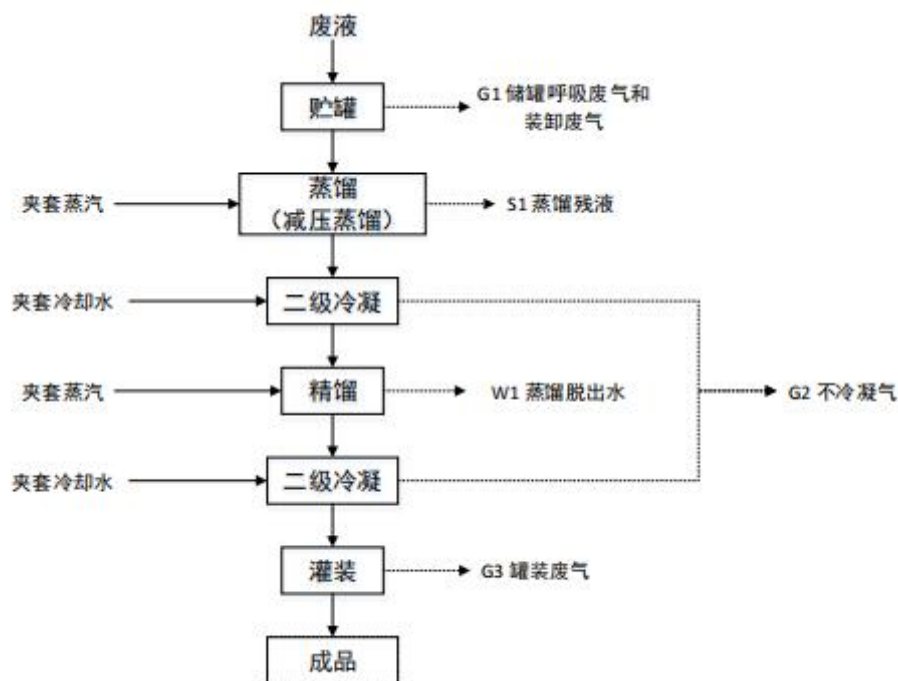 废液
贮罐
G1 储罐呼吸废气和
装卸废气
夹套蒸汽
蒸馏
（减压蒸馏）
S1 蒸馏残液
夹套冷却水
二级冷凝
夹套蒸汽
精馏
W1 蒸馏脱出水
G2 不冷凝气
夹套冷却水
二级冷凝
灌装
G3 罐装废气
成品